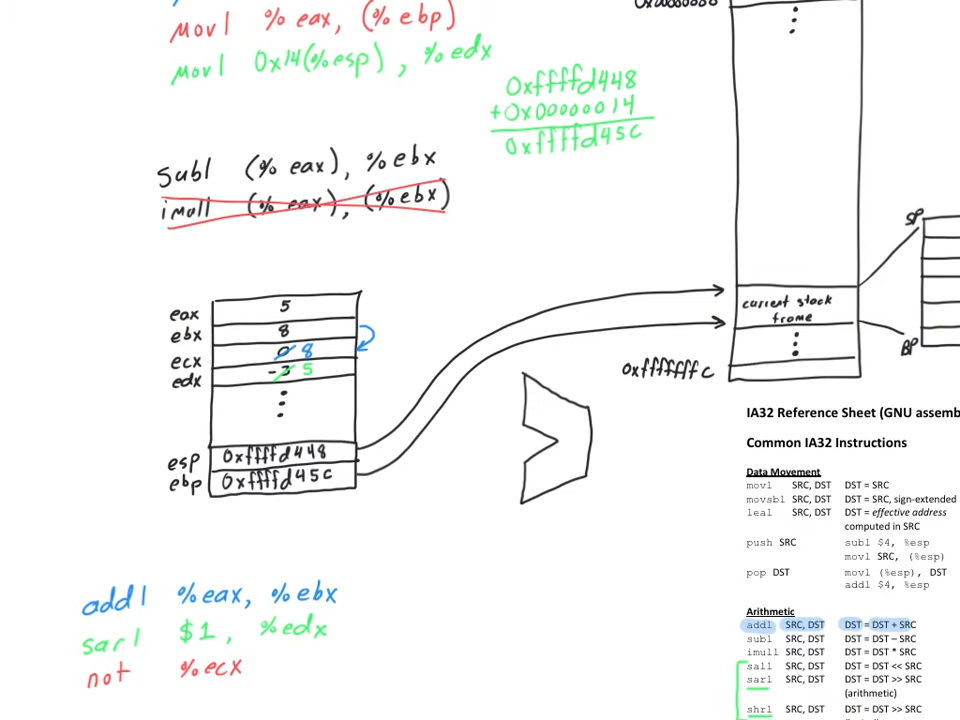 movl % eax, (% ebp)
movl 0x14(%esp), % edx
0xffffd448
+0x00000014
0xffffd45C
subl (% eax), % ebx
imull (% eax), (% ebx)
eax 5
ebx 8
ecx 0 8
edx -3 5
esp 0xffffd448
ebp 0xffffd45C
SP
current stack
frame
BP
0xfffffffc
addl %eax, %ebx
sarl $1, %edx
not %ecx
IA32 Reference Sheet (GNU assemb
Common IA32 Instructions
Data Movement
movl SRC, DST DST = SRC
movsbl SRC, DST DST = SRC, sign-extended
leal SRC, DST DST = effective address
computed in SRC
push SRC subl $4, %esp
movl SRC, (%esp)
pop DST movl (%esp), DST
addl $4, %esp
Arithmetic
addl SRC, DST DST = DST + SRC
subl SRC, DST DST = DST – SRC
imull SRC, DST DST = DST * SRC
sall SRC, DST DST = DST << SRC
sarl SRC, DST DST = DST >> SRC
(arithmetic)
shrl SRC, DST DST = DST >> SRC